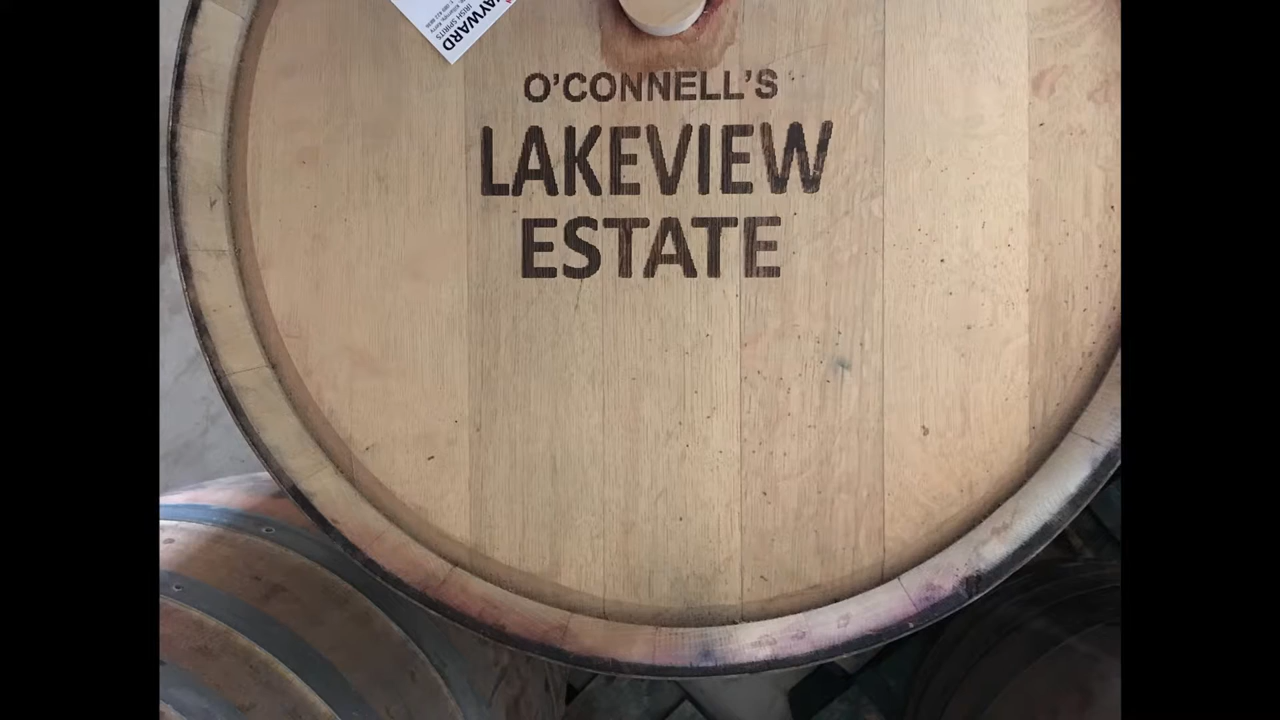 WAYWARD
IRISH SPIRITS
O'CONNELL'S
LAKEVIEW
ESTATE